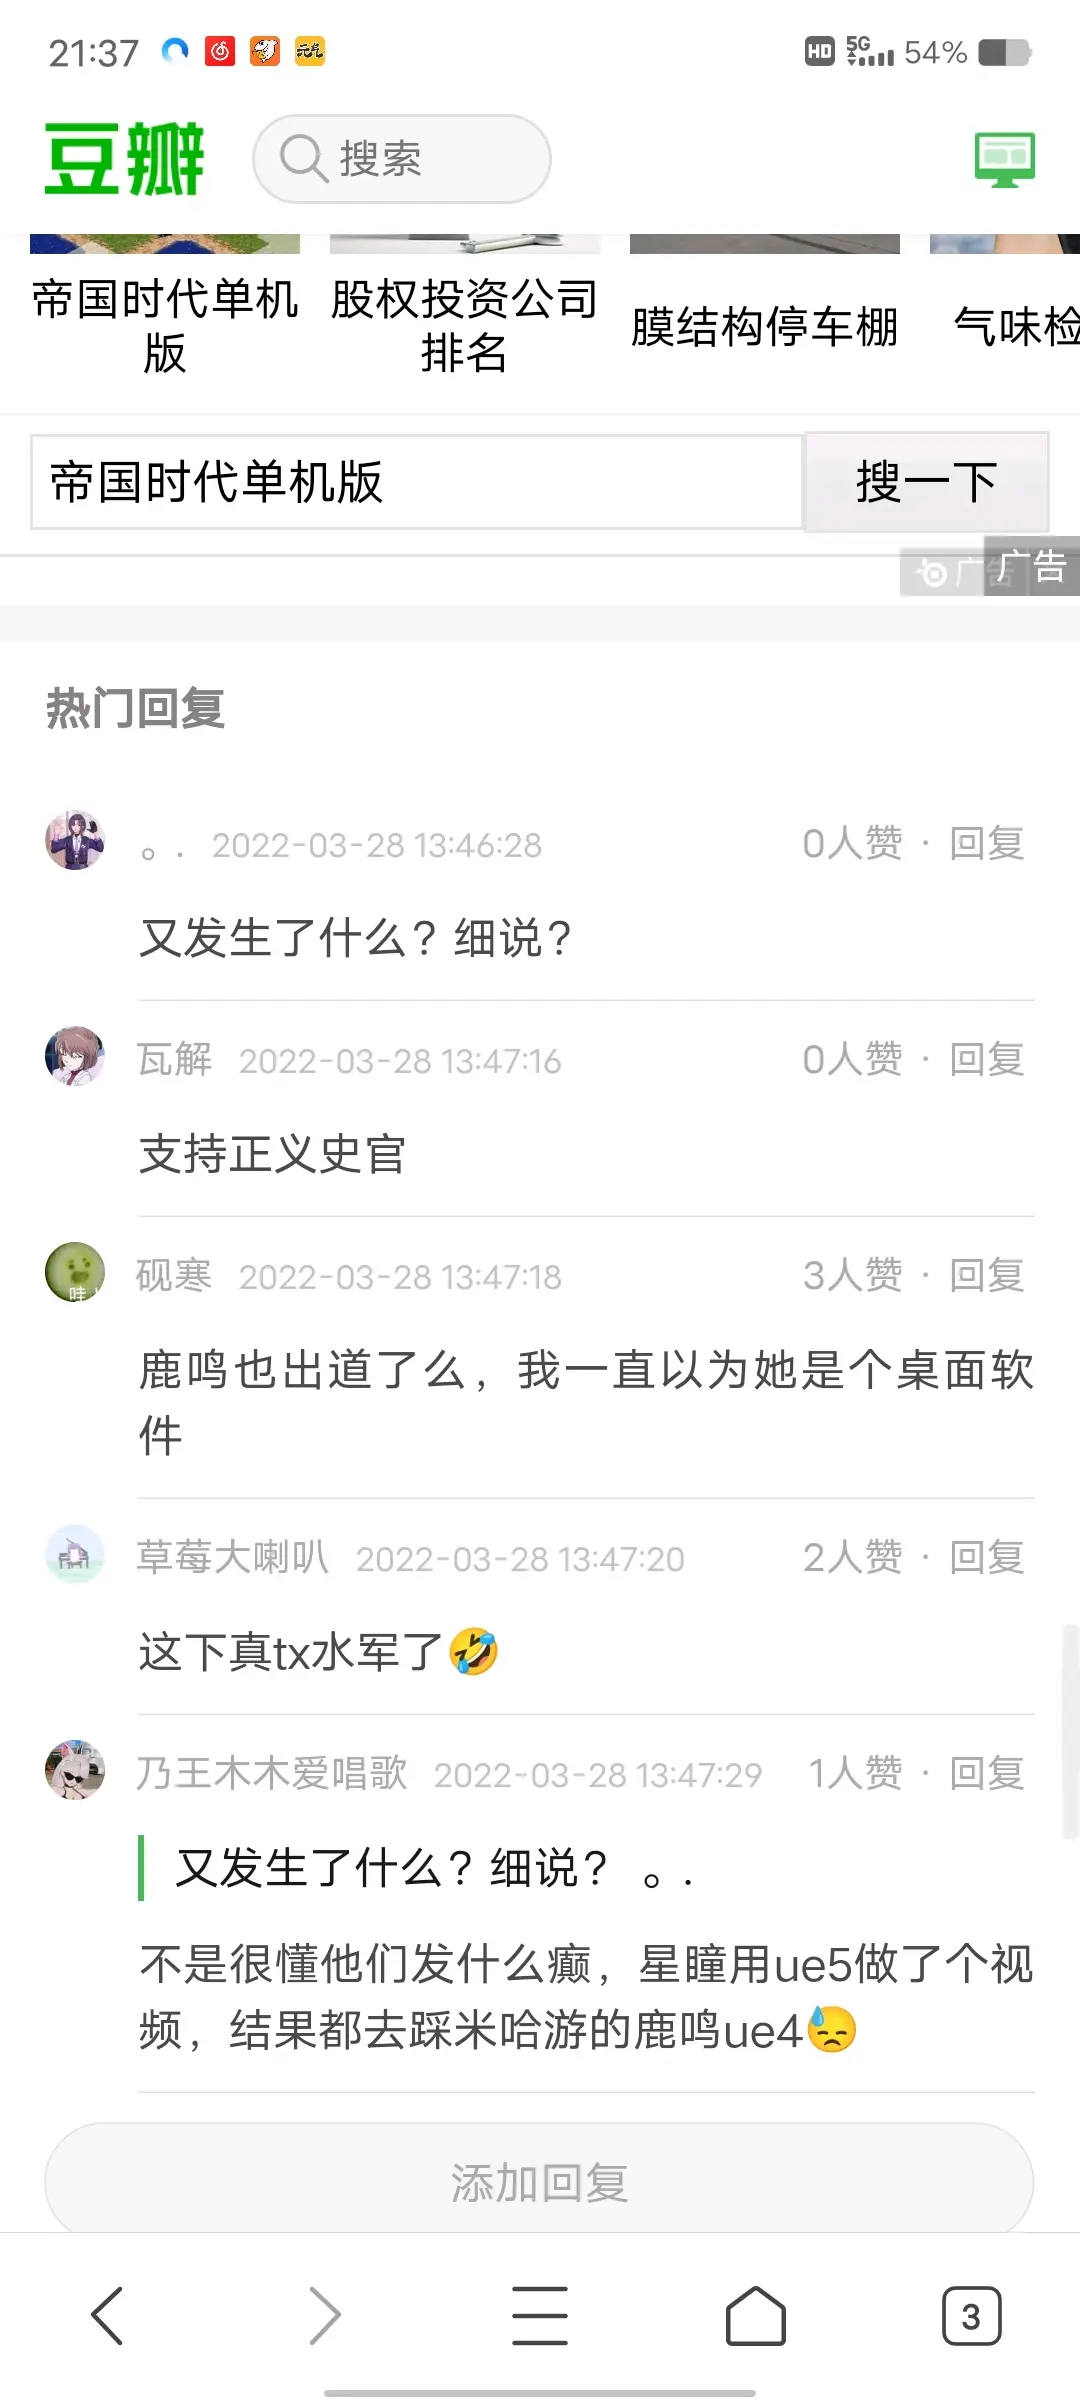 21:37
元气
HD 5G 54%
豆瓣
搜索
帝国时代单机
版
股权投资公司
排名
膜结构停车棚
气味检
帝国时代单机版
搜一下
广告
广告
热门回复
。. 2022-03-28 13:46:28 0人赞 · 回复
又发生了什么？细说？
瓦解 2022-03-28 13:47:16 0人赞 · 回复
支持正义史官
砚寒 2022-03-28 13:47:18 3人赞 · 回复
哇
鹿鸣也出道了么，我一直以为她是个桌面软
件
草莓大喇叭 2022-03-28 13:47:20 2人赞 · 回复
这下真tx水军了🤣
乃王木木爱唱歌 2022-03-28 13:47:29 1人赞 · 回复
又发生了什么？细说？ 。.
不是很懂他们发什么癫，星瞳用ue5做了个视
频，结果都去踩米哈游的鹿鸣ue4😓
添加回复
3